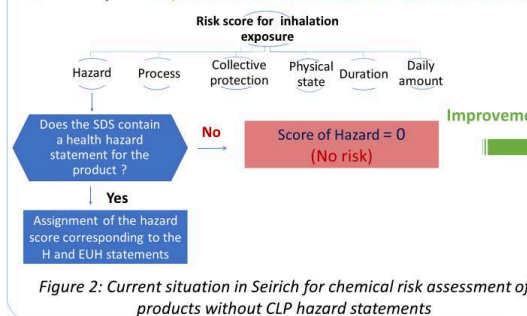 Risk score for inhalation
exposure
Hazard
Process
Collective
protection
Physical
state
Duration
Daily
amount
Does the SDS contain
a health hazard
statement for the
product ?
No
Score of Hazard = 0
(No risk)
Improveme
Yes
Assignment of the hazard
score corresponding to the
H and EUH statements
Figure 2: Current situation in Seirich for chemical risk assessment of
products without CLP hazard statements